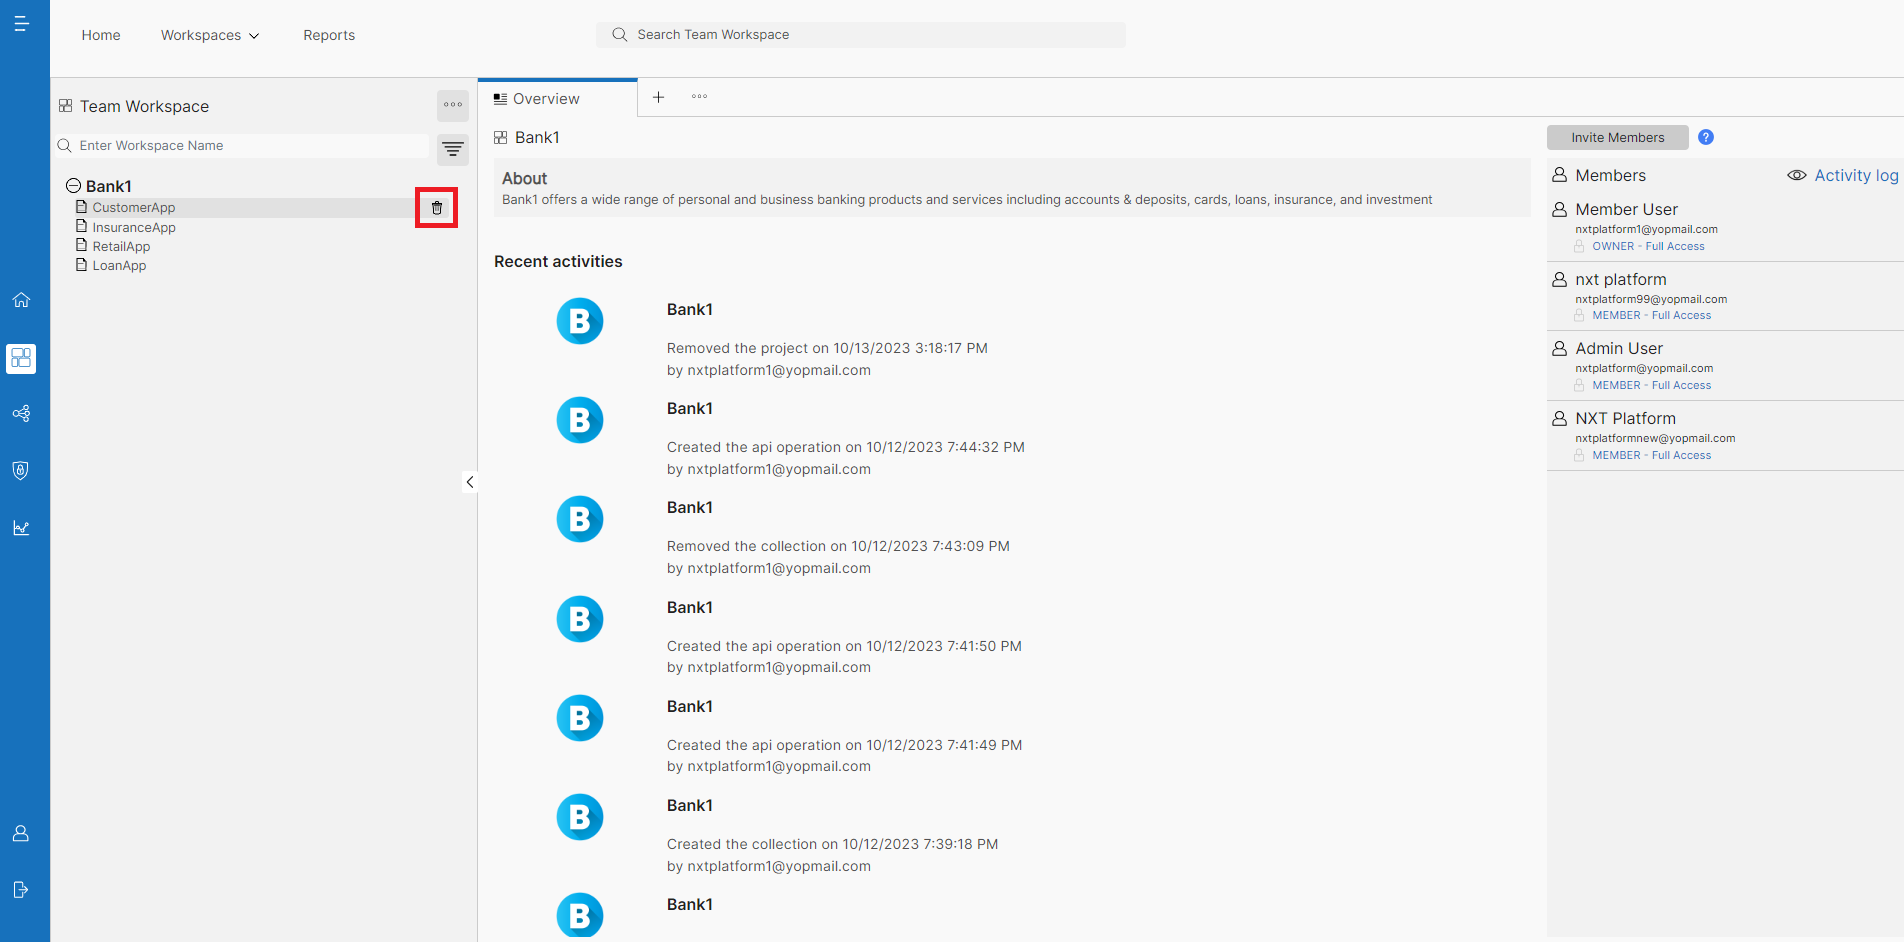 Home
Workspaces
Reports
Search Team Workspace
Team Workspace
Enter Workspace Name
Bank1
CustomerApp
InsuranceApp
RetailApp
LoanApp
Overview
Bank1
About
Bank1 offers a wide range of personal and business banking products and services including accounts & deposits, cards, loans, insurance, and investment
Recent activities
B
Bank1
Removed the project on 10/13/2023 3:18:17 PM
by nxtplatform1@yopmail.com
B
Bank1
Created the api operation on 10/12/2023 7:44:32 PM
by nxtplatform1@yopmail.com
B
Bank1
Removed the collection on 10/12/2023 7:43:09 PM
by nxtplatform1@yopmail.com
B
Bank1
Created the api operation on 10/12/2023 7:41:50 PM
by nxtplatform1@yopmail.com
B
Bank1
Created the api operation on 10/12/2023 7:41:49 PM
by nxtplatform1@yopmail.com
B
Bank1
Created the collection on 10/12/2023 7:39:18 PM
by nxtplatform1@yopmail.com
B
Bank1
Invite Members
?
Members
Activity log
Member User
nxtplatform1@yopmail.com
OWNER - Full Access
nxt platform
nxtplatform99@yopmail.com
MEMBER - Full Access
Admin User
nxtplatform@yopmail.com
MEMBER - Full Access
NXT Platform
nxtplatformnew@yopmail.com
MEMBER - Full Access